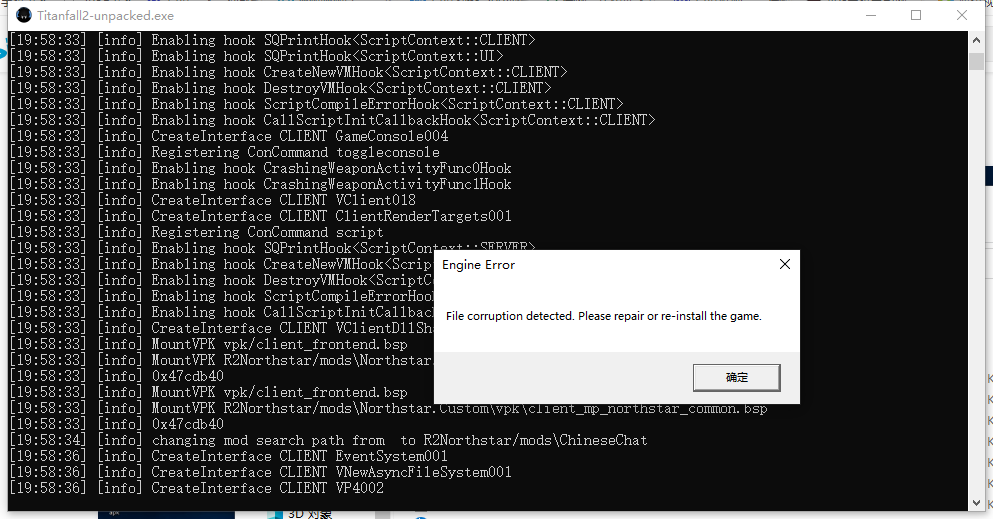 Titanfall2-unpacked.exe
[19:58:33] [info] Enabling hook SQPrintHook<ScriptContext::CLIENT>
[19:58:33] [info] Enabling hook SQPrintHook<ScriptContext::UI>
[19:58:33] [info] Enabling hook CreateNewVMHook<ScriptContext::CLIENT>
[19:58:33] [info] Enabling hook DestroyVMHook<ScriptContext::CLIENT>
[19:58:33] [info] Enabling hook ScriptCompileErrorHook<ScriptContext::CLIENT>
[19:58:33] [info] Enabling hook CallScriptInitCallbackHook<ScriptContext::CLIENT>
[19:58:33] [info] CreateInterface CLIENT GameConsole004
[19:58:33] [info] Registering ConCommand toggleconsole
[19:58:33] [info] Enabling hook CrashingWeaponActivityFunc0Hook
[19:58:33] [info] Enabling hook CrashingWeaponActivityFunc1Hook
[19:58:33] [info] CreateInterface CLIENT VClient018
[19:58:33] [info] CreateInterface CLIENT ClientRenderTargets001
[19:58:33] [info] Registering ConCommand script
[19:58:33] [info] Enabling hook SQPrintHook<ScriptContext::SERVER>
[19:58:33] [info] Enabling hook CreateNewVMHook<Scrip
[19:58:33] [info] Enabling hook DestroyVMHook<ScriptC
[19:58:33] [info] Enabling hook ScriptCompileErrorHoo
[19:58:33] [info] Enabling hook CallScriptInitCallbac
[19:58:33] [info] CreateInterface CLIENT VClientDllSha
[19:58:33] [info] MountVPK vpk/client_frontend.bsp
[19:58:33] [info] MountVPK R2Northstar/mods\Northstar.
[19:58:33] [info] 0x47cdb40
[19:58:33] [info] MountVPK vpk/client_frontend.bsp
[19:58:33] [info] MountVPK R2Northstar/mods\Northstar.Custom\vpk\client_mp_northstar_common.bsp
[19:58:33] [info] 0x47cdb40
[19:58:34] [info] changing mod search path from  to R2Northstar/mods\ChineseChat
[19:58:36] [info] CreateInterface CLIENT EventSystem001
[19:58:36] [info] CreateInterface CLIENT VNewAsyncFileSystem001
[19:58:36] [info] CreateInterface CLIENT VP4002
Engine Error
File corruption detected. Please repair or re-install the game.
确定
3D 对象